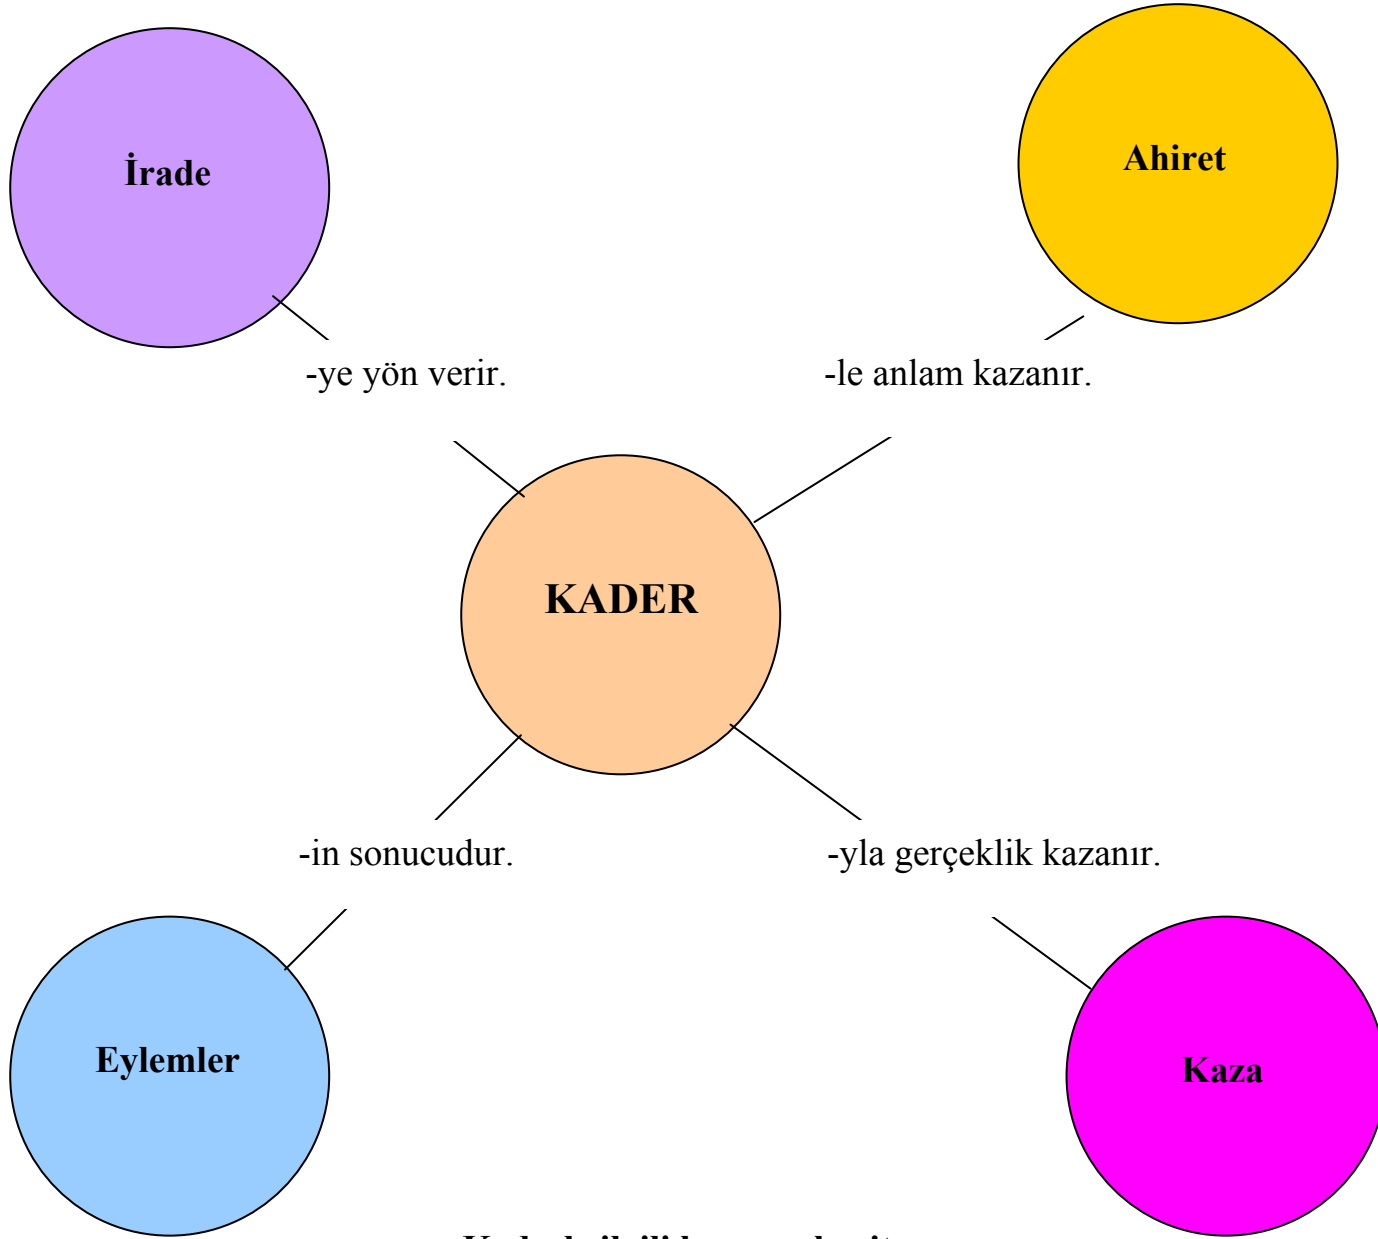 İrade
Ahiret
-ye yön verir.
-le anlam kazanır.
KADER
-in sonucudur.
-yla gerçeklik kazanır.
Eylemler
Kaza